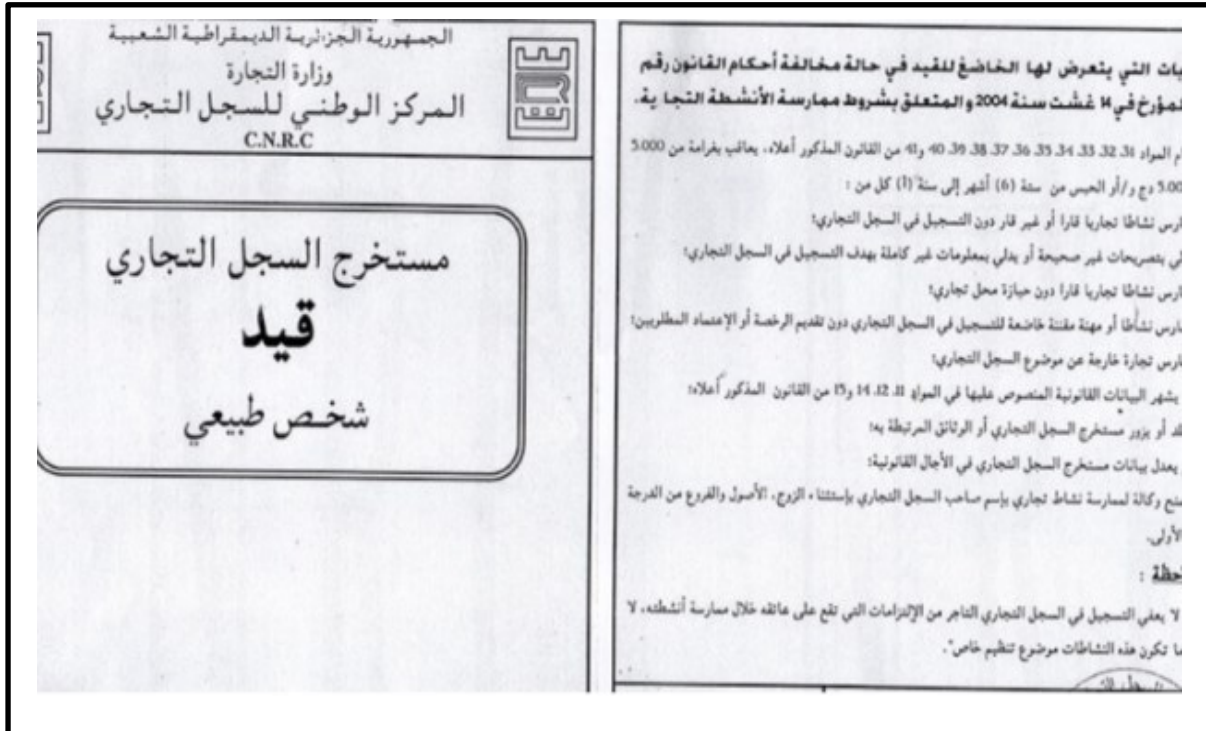 بات التي يتعرض لها الخاضع للقيد في حالة مخالفة أحكام القانون رقم
لمؤرخ في 14 غشت سنة 2004 والمتعلق بشروط ممارسة الأنشطة التجارية.
ام المواد 31، 32، 33، 34، 35، 36، 37، 38، 39، 40 و41 من القانون المذكور أعلاه، يعاقب بغرامة من 5.000
5.00 دج و/أو الحبس من ستة (6) أشهر إلى سنة (1) كل من :
ارس نشاطا تجاريا قارا أو غير قار دون التسجيل في السجل التجاري؛
لي بتصريحات غير صحيحة أو يدلي بمعلومات غير كاملة بهدف التسجيل في السجل التجاري؛
ارس نشاطا تجاريا قارا دون حيازة محل تجاري؛
ارس نشاطا أو مهنة مقننة خاضعة للتسجيل في السجل التجاري دون تقديم الرخصة أو الإعتماد المطلوبين؛
ارس تجارة خارجة عن موضوع السجل التجاري؛
يشهر البيانات القانونية المنصوص عليها في المواد 11، 12، 14 و15 من القانون المذكور أعلاه؛
لد أو يزور مستخرج السجل التجاري أو الوثائق المرتبطة به؛
يعدل بيانات مستخرج السجل التجاري في الآجال القانونية؛
منح وكالة لممارسة نشاط تجاري بإسم صاحب السجل التجاري بإستثناء الزوج، الأصول والفروع من الدرجة
لأولى.
حظة :
لا يعفي التسجيل في السجل التجاري التاجر من الإلتزامات التي تقع على عاتقه خلال ممارسة أنشطته، لا
ما تكون هذه النشاطات موضوع تنظيم خاص".
الجمهورية الجزائرية الديمقراطية الشعبية
وزارة التجارة
المركز الوطني للسجل التجاري
C.N.R.C
مستخرج السجل التجاري
قيد
شخص طبيعي